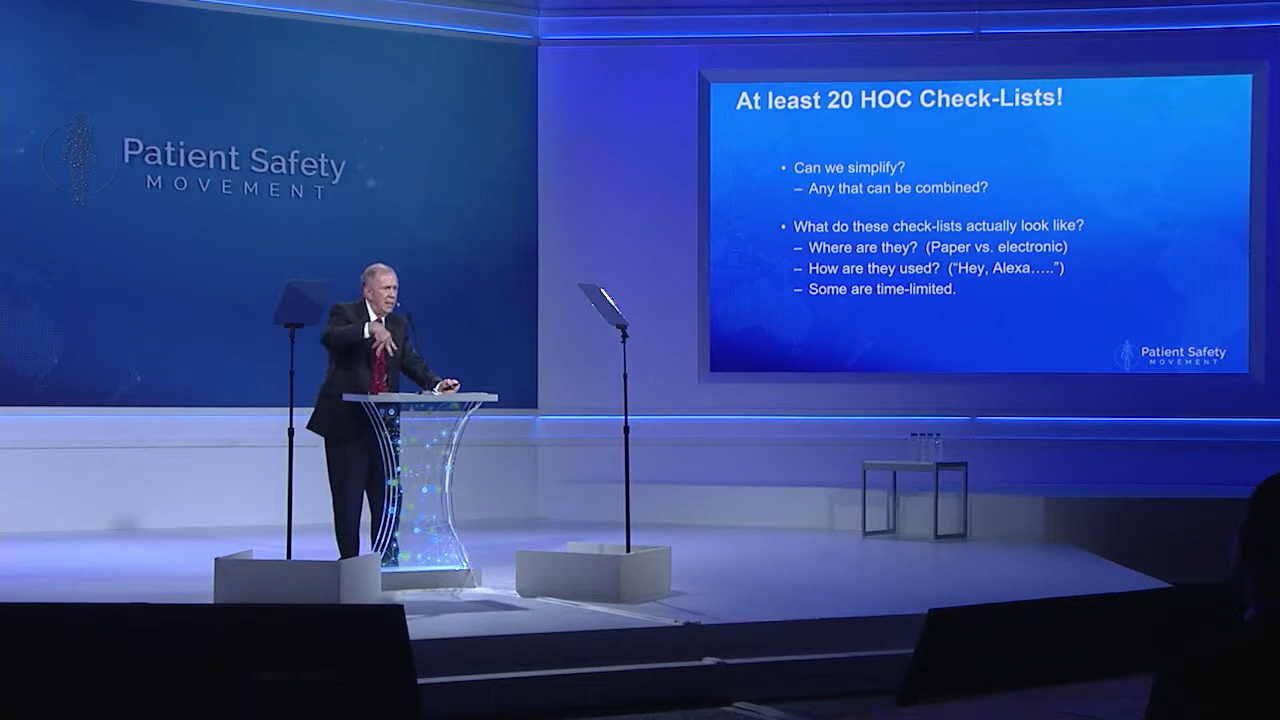 Patient Safety
MOVEMENT
At least 20 HOC Check-Lists!
• Can we simplify?
– Any that can be combined?
• What do these check-lists actually look like?
– Where are they? (Paper vs. electronic)
– How are they used? (“Hey, Alexa…..”)
– Some are time-limited.
Patient Safety
MOVEMENT